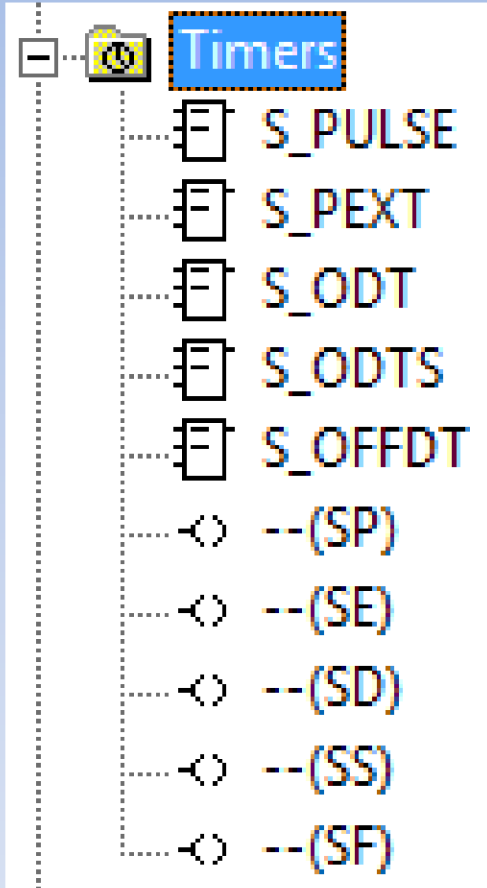 Timers
S_PULSE
S_PEXT
S_ODT
S_ODTS
S_OFFDT
--(SP)
--(SE)
--(SD)
--(SS)
--(SF)